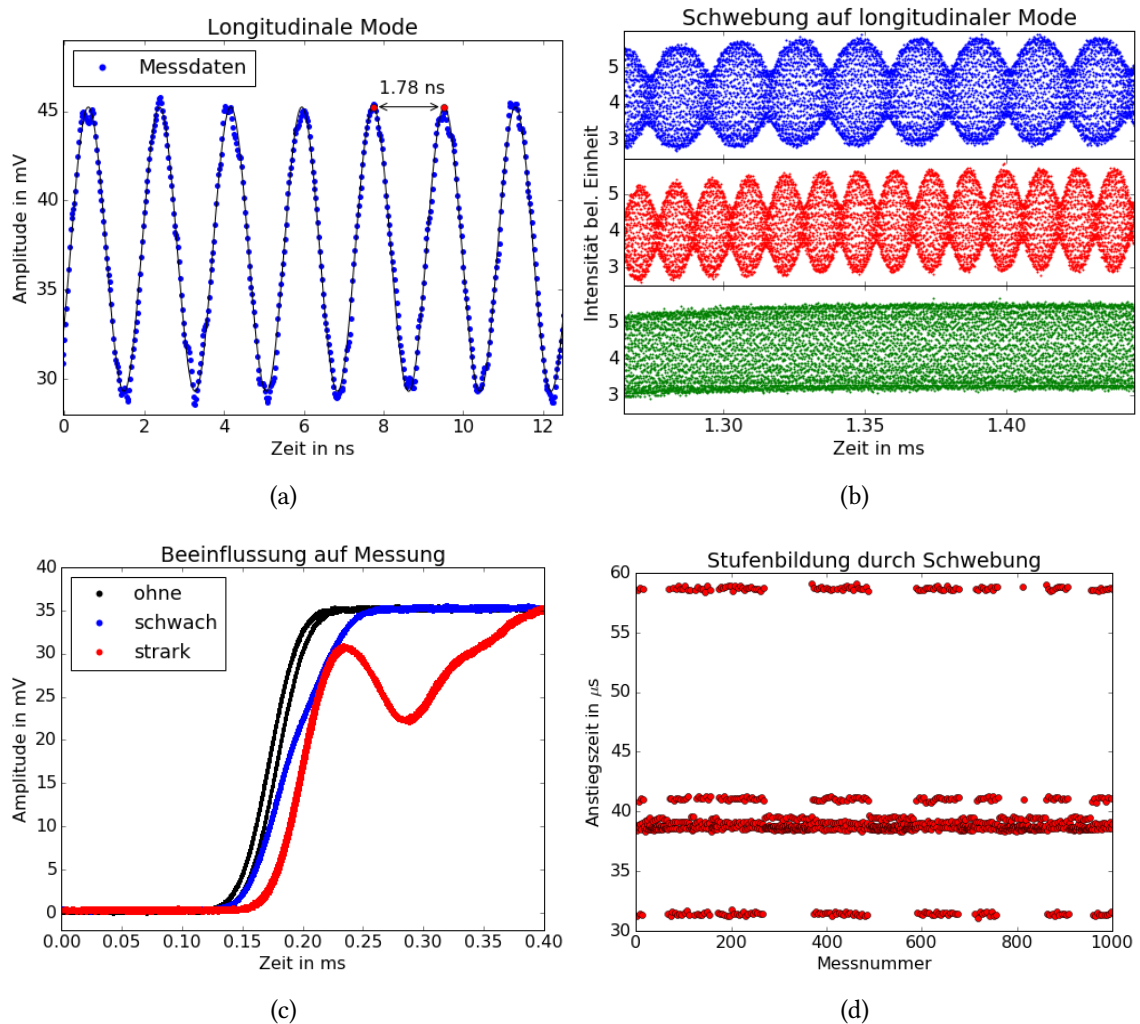 Longitudinale Mode
Messdaten
1.78 ns
Amplitude in mV
45
40
35
30
0 2 4 6 8 10 12
Zeit in ns
(a)
Schwebung auf longitudinaler Mode
Intensität bel. Einheit
5
4
3
5
4
3
5
4
3
1.30 1.35 1.40
Zeit in ms
(b)
Beeinflussung auf Messung
ohne
schwach
strark
Amplitude in mV
40
35
30
25
20
15
10
5
0
0.00 0.05 0.10 0.15 0.20 0.25 0.30 0.35 0.40
Zeit in ms
(c)
Stufenbildung durch Schwebung
Anstiegszeit in μs
60
55
50
45
40
35
30
0 200 400 600 800 1000
Messnummer
(d)